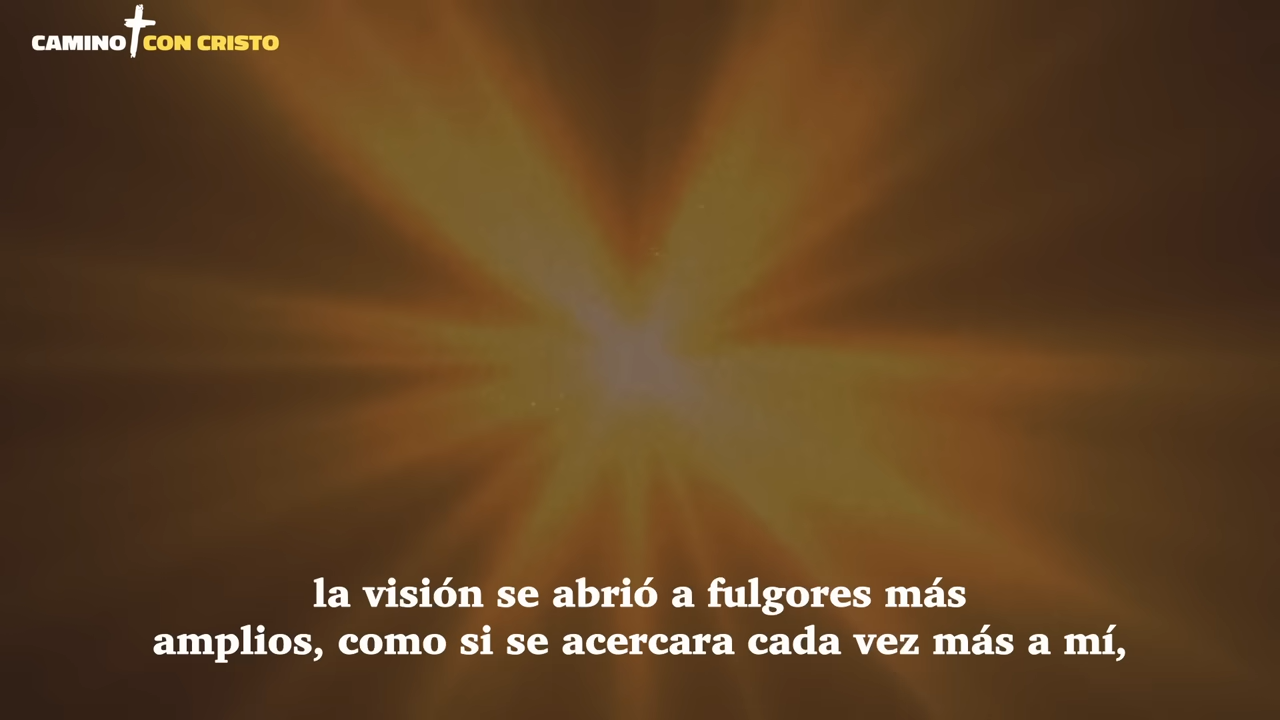 CAMINO CON CRISTO
la visión se abrió a fulgores más
amplios, como si se acercara cada vez más a mí,